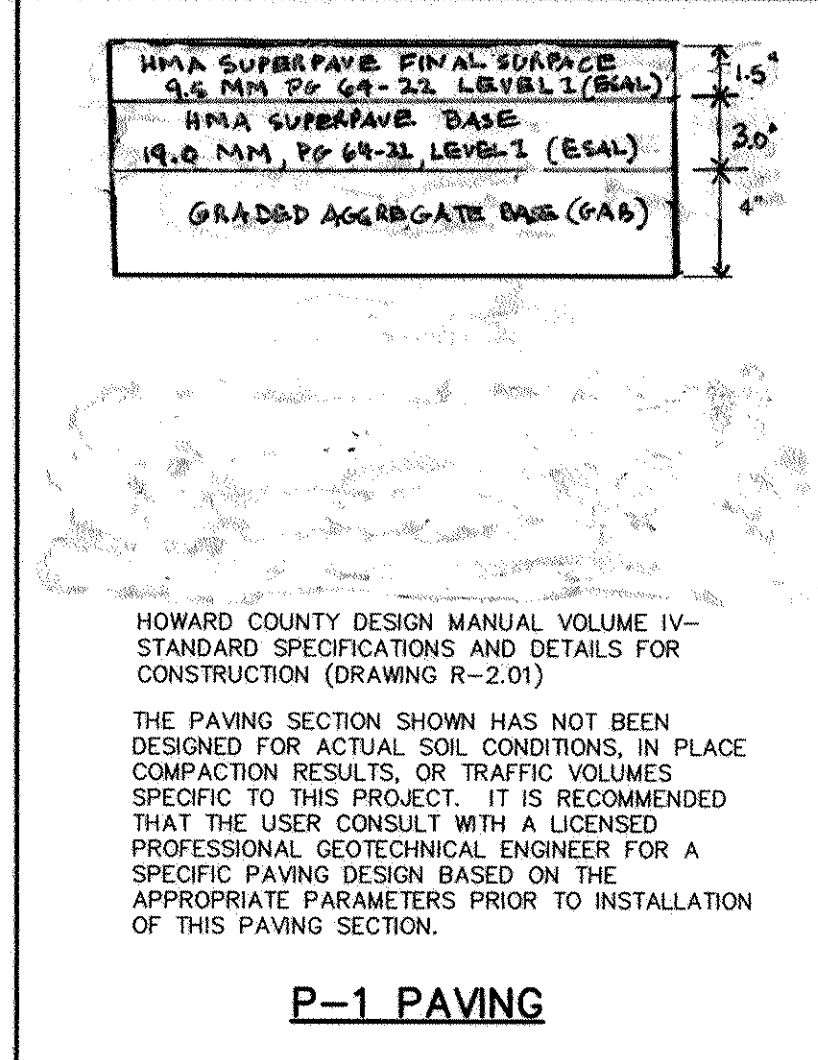 HMA SUPERPAVE FINAL SURFACE
9.5 MM PG 64-22 LEVEL 1 (ESAL)
1.5"
HMA SUPERPAVE BASE
19.0 MM, PG 64-22, LEVEL 1 (ESAL)
3.0"
GRADED AGGREGATE BASE (GAB)
4"
HOWARD COUNTY DESIGN MANUAL VOLUME IV–
STANDARD SPECIFICATIONS AND DETAILS FOR
CONSTRUCTION (DRAWING R–2.01)
THE PAVING SECTION SHOWN HAS NOT BEEN
DESIGNED FOR ACTUAL SOIL CONDITIONS, IN PLACE
COMPACTION RESULTS, OR TRAFFIC VOLUMES
SPECIFIC TO THIS PROJECT. IT IS RECOMMENDED
THAT THE USER CONSULT WITH A LICENSED
PROFESSIONAL GEOTECHNICAL ENGINEER FOR A
SPECIFIC PAVING DESIGN BASED ON THE
APPROPRIATE PARAMETERS PRIOR TO INSTALLATION
OF THIS PAVING SECTION.
P–1 PAVING